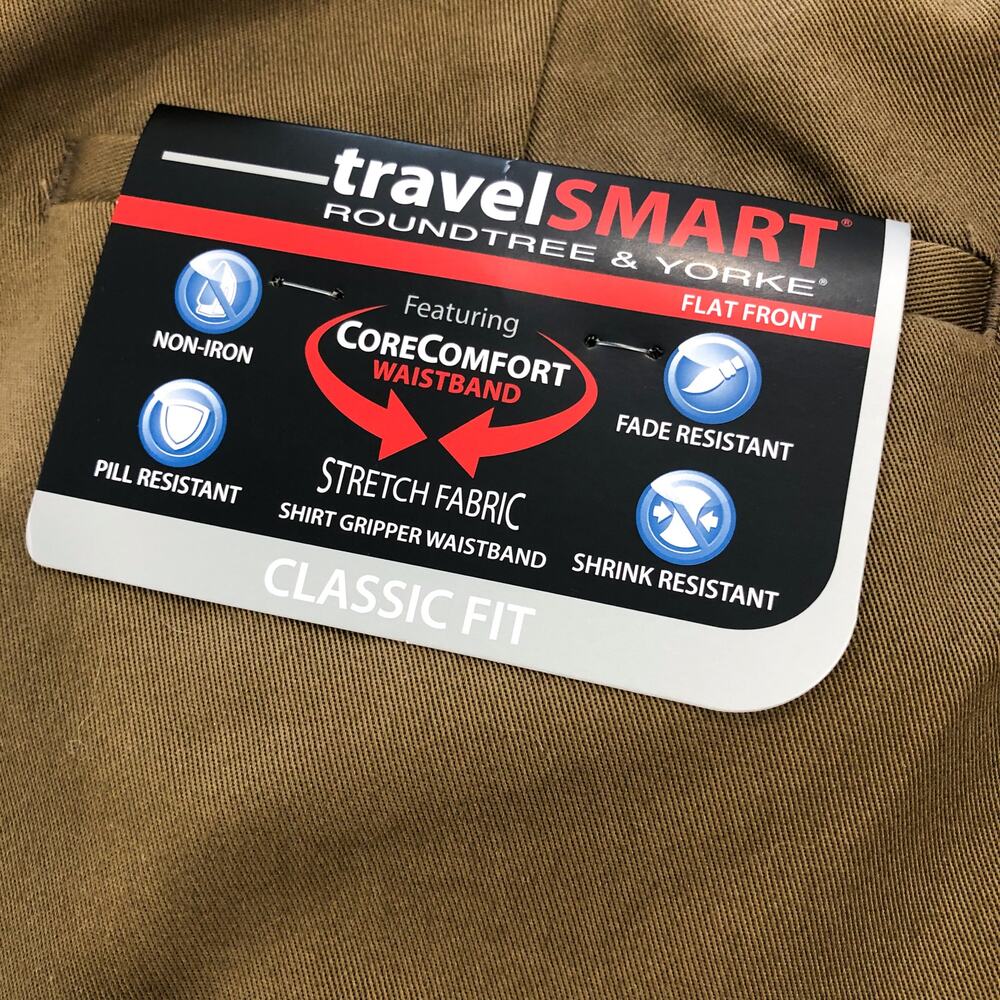 travelSMART®
ROUNDTREE & YORKE®
FLAT FRONT
NON-IRON
PILL RESISTANT
Featuring
CORECOMFORT
WAISTBAND
STRETCH FABRIC
SHIRT GRIPPER WAISTBAND
FADE RESISTANT
SHRINK RESISTANT
CLASSIC FIT